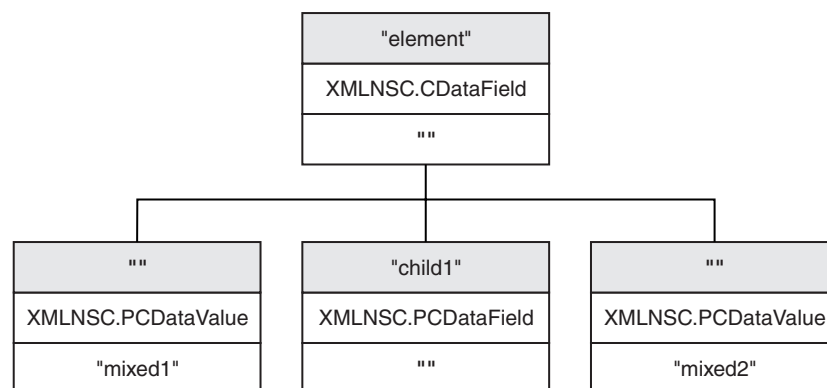 "element"
XMLNSC.CDataField
""
""
XMLNSC.PCDataValue
"mixed1"
"child1"
XMLNSC.PCDataField
""
""
XMLNSC.PCDataValue
"mixed2"